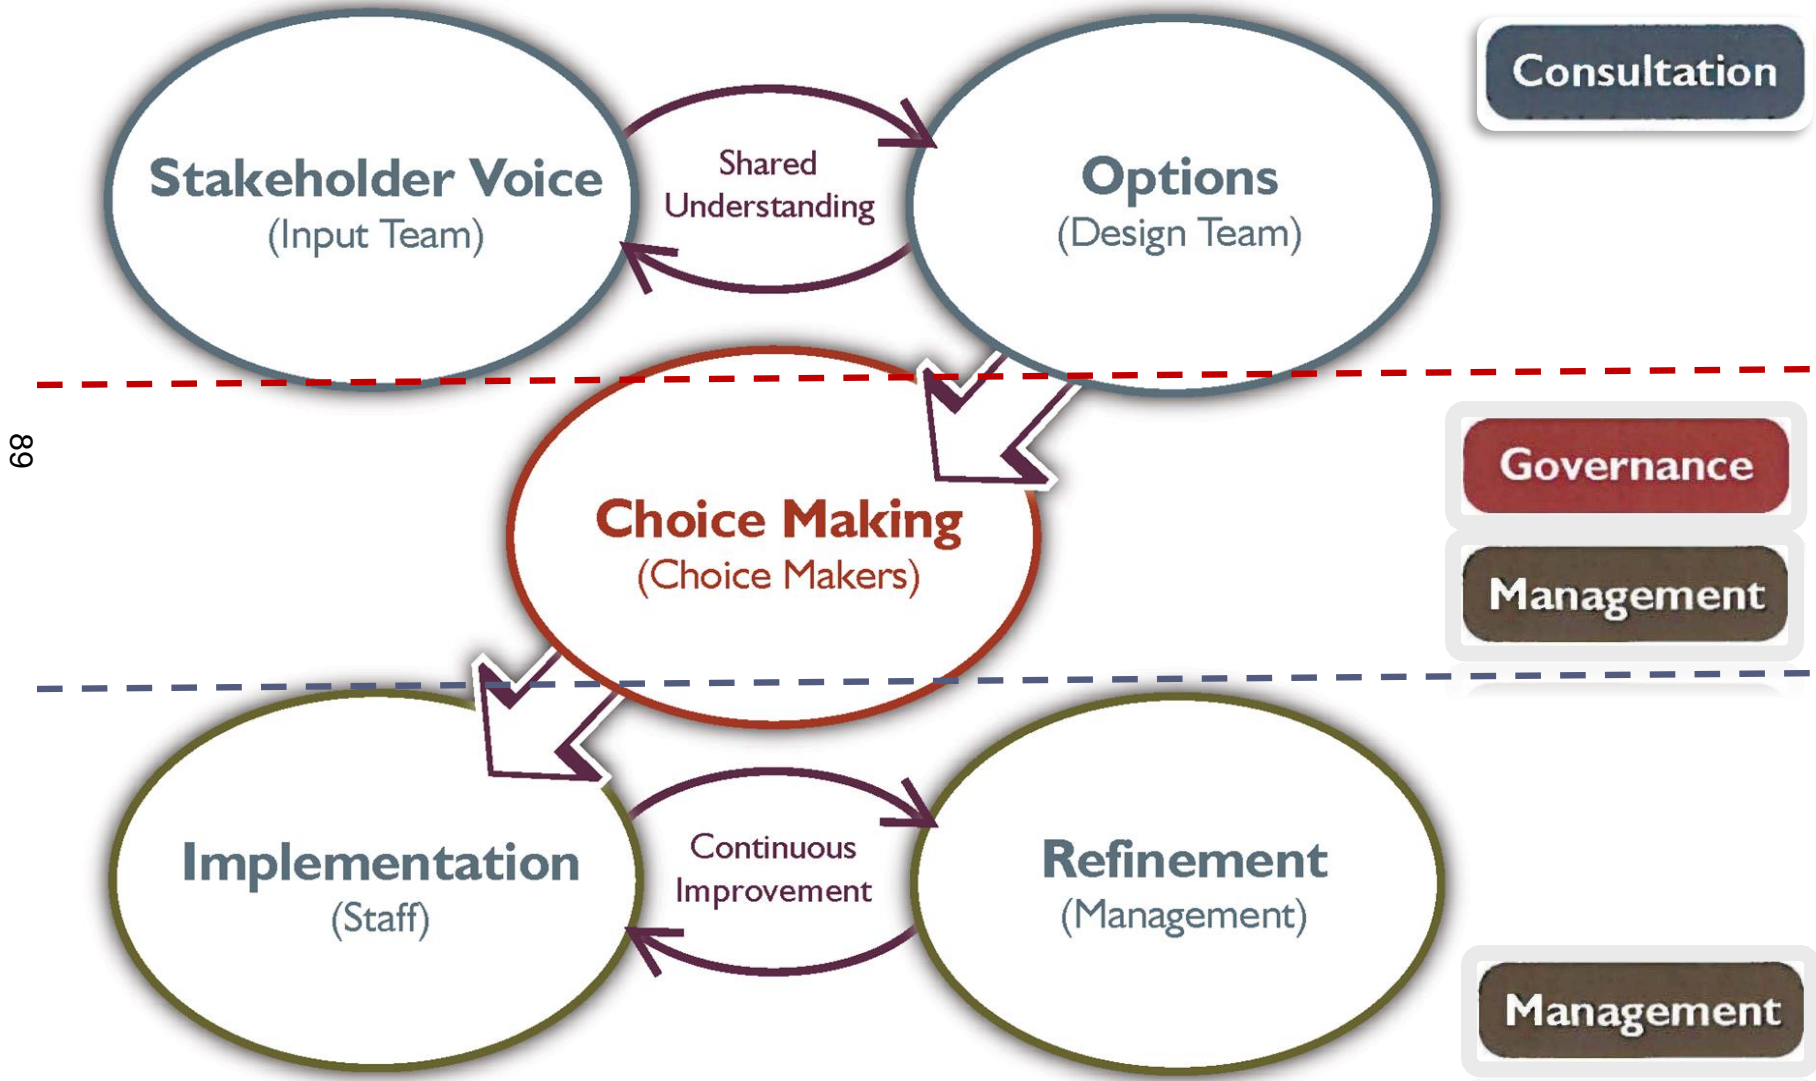 Stakeholder Voice
(Input Team)
Shared
Understanding
Options
(Design Team)
Consultation
89
Choice Making
(Choice Makers)
Governance
Management
Implementation
(Staff)
Continuous
Improvement
Refinement
(Management)
Management